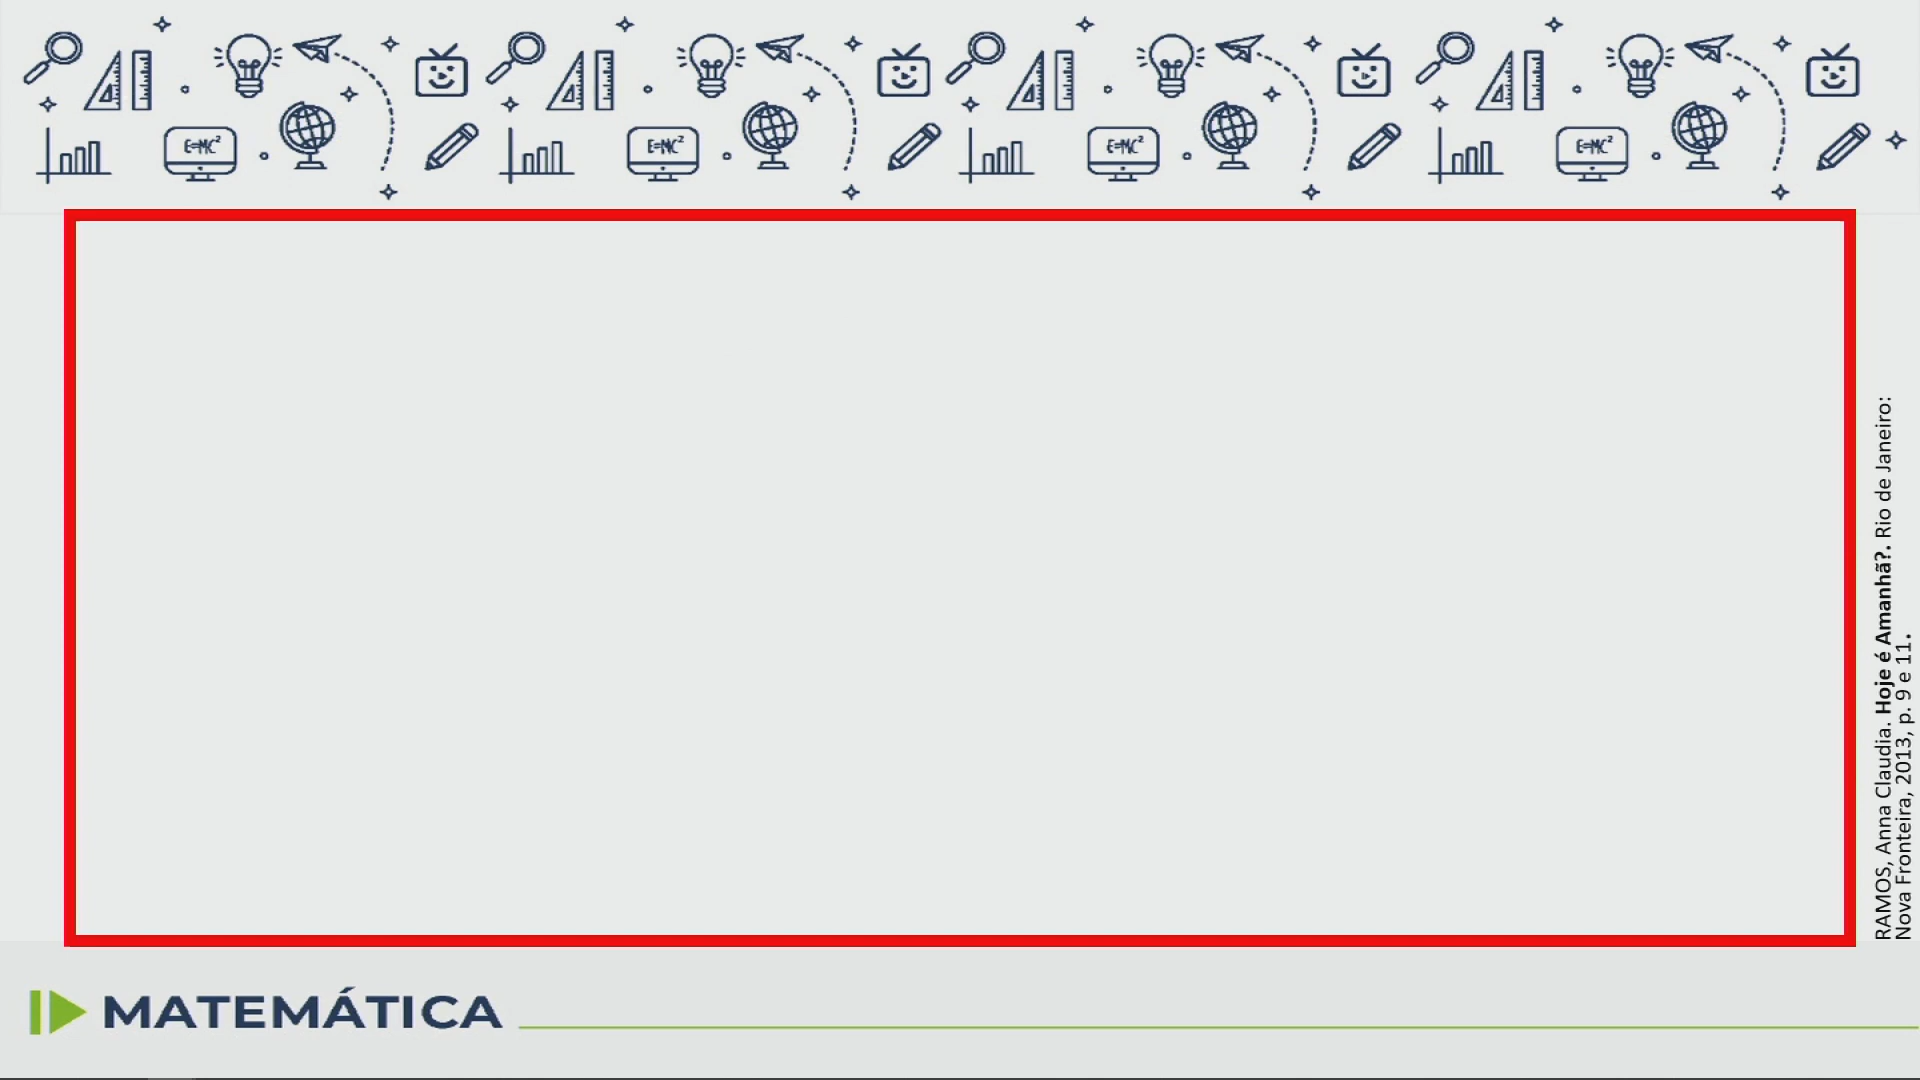 E=MC²
E=MC²
E=MC²
E=MC²
RAMOS, Anna Claudia. Hoje é Amanhã?. Rio de Janeiro:
Nova Fronteira, 2013, p. 9 e 11.
MATEMÁTICA